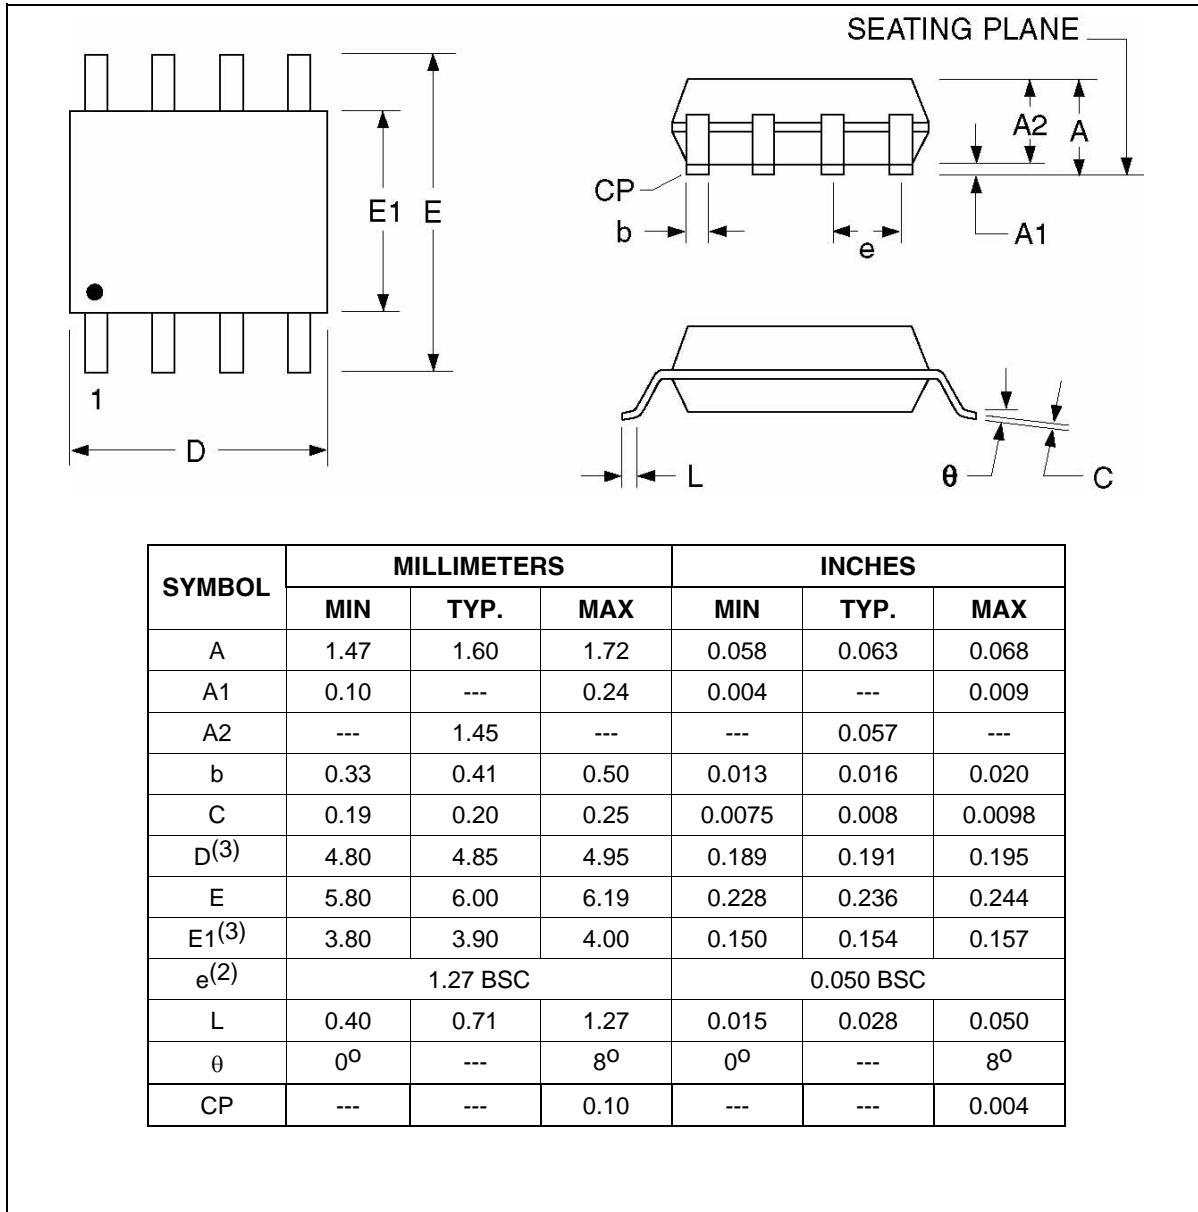 SEATING PLANE
A2 A
E1 E
CP
b
e
A1
1
D
L
θ
C
SYMBOL MILLIMETERS INCHES
MIN TYP. MAX MIN TYP. MAX
A 1.47 1.60 1.72 0.058 0.063 0.068
A1 0.10 --- 0.24 0.004 --- 0.009
A2 --- 1.45 --- --- 0.057 ---
b 0.33 0.41 0.50 0.013 0.016 0.020
C 0.19 0.20 0.25 0.0075 0.008 0.0098
D(3) 4.80 4.85 4.95 0.189 0.191 0.195
E 5.80 6.00 6.19 0.228 0.236 0.244
E1(3) 3.80 3.90 4.00 0.150 0.154 0.157
e(2) 1.27 BSC 0.050 BSC
L 0.40 0.71 1.27 0.015 0.028 0.050
θ 0o --- 8o 0o --- 8o
CP --- --- 0.10 --- --- 0.004